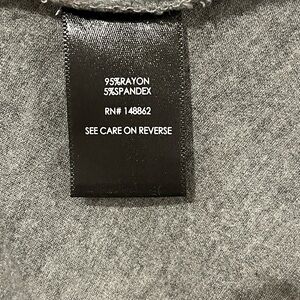 95%RAYON
5%SPANDEX
RN# 148862
SEE CARE ON REVERSE